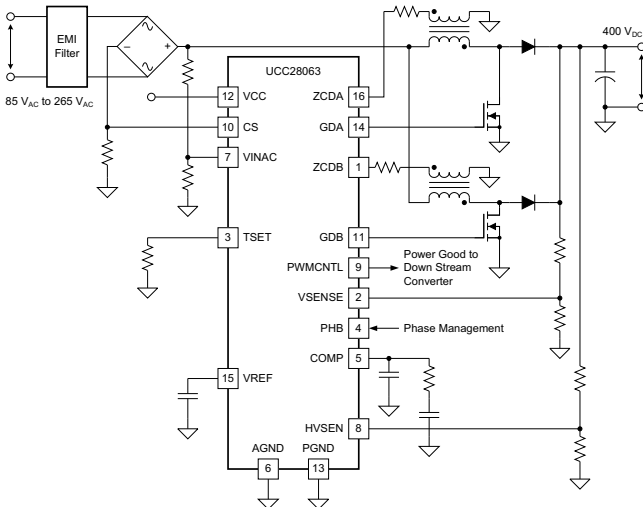 EMI
Filter
85 VAC to 265 VAC
−
+
400 VDC
UCC28063
12 VCC
10 CS
7 VINAC
3 TSET
15 VREF
ZCDA 16
GDA 14
ZCDB 1
GDB 11
PWMCNTL 9
Power Good to
Down Stream
Converter
VSENSE 2
PHB 4
Phase Management
COMP 5
HVSEN 8
AGND
6
PGND
13